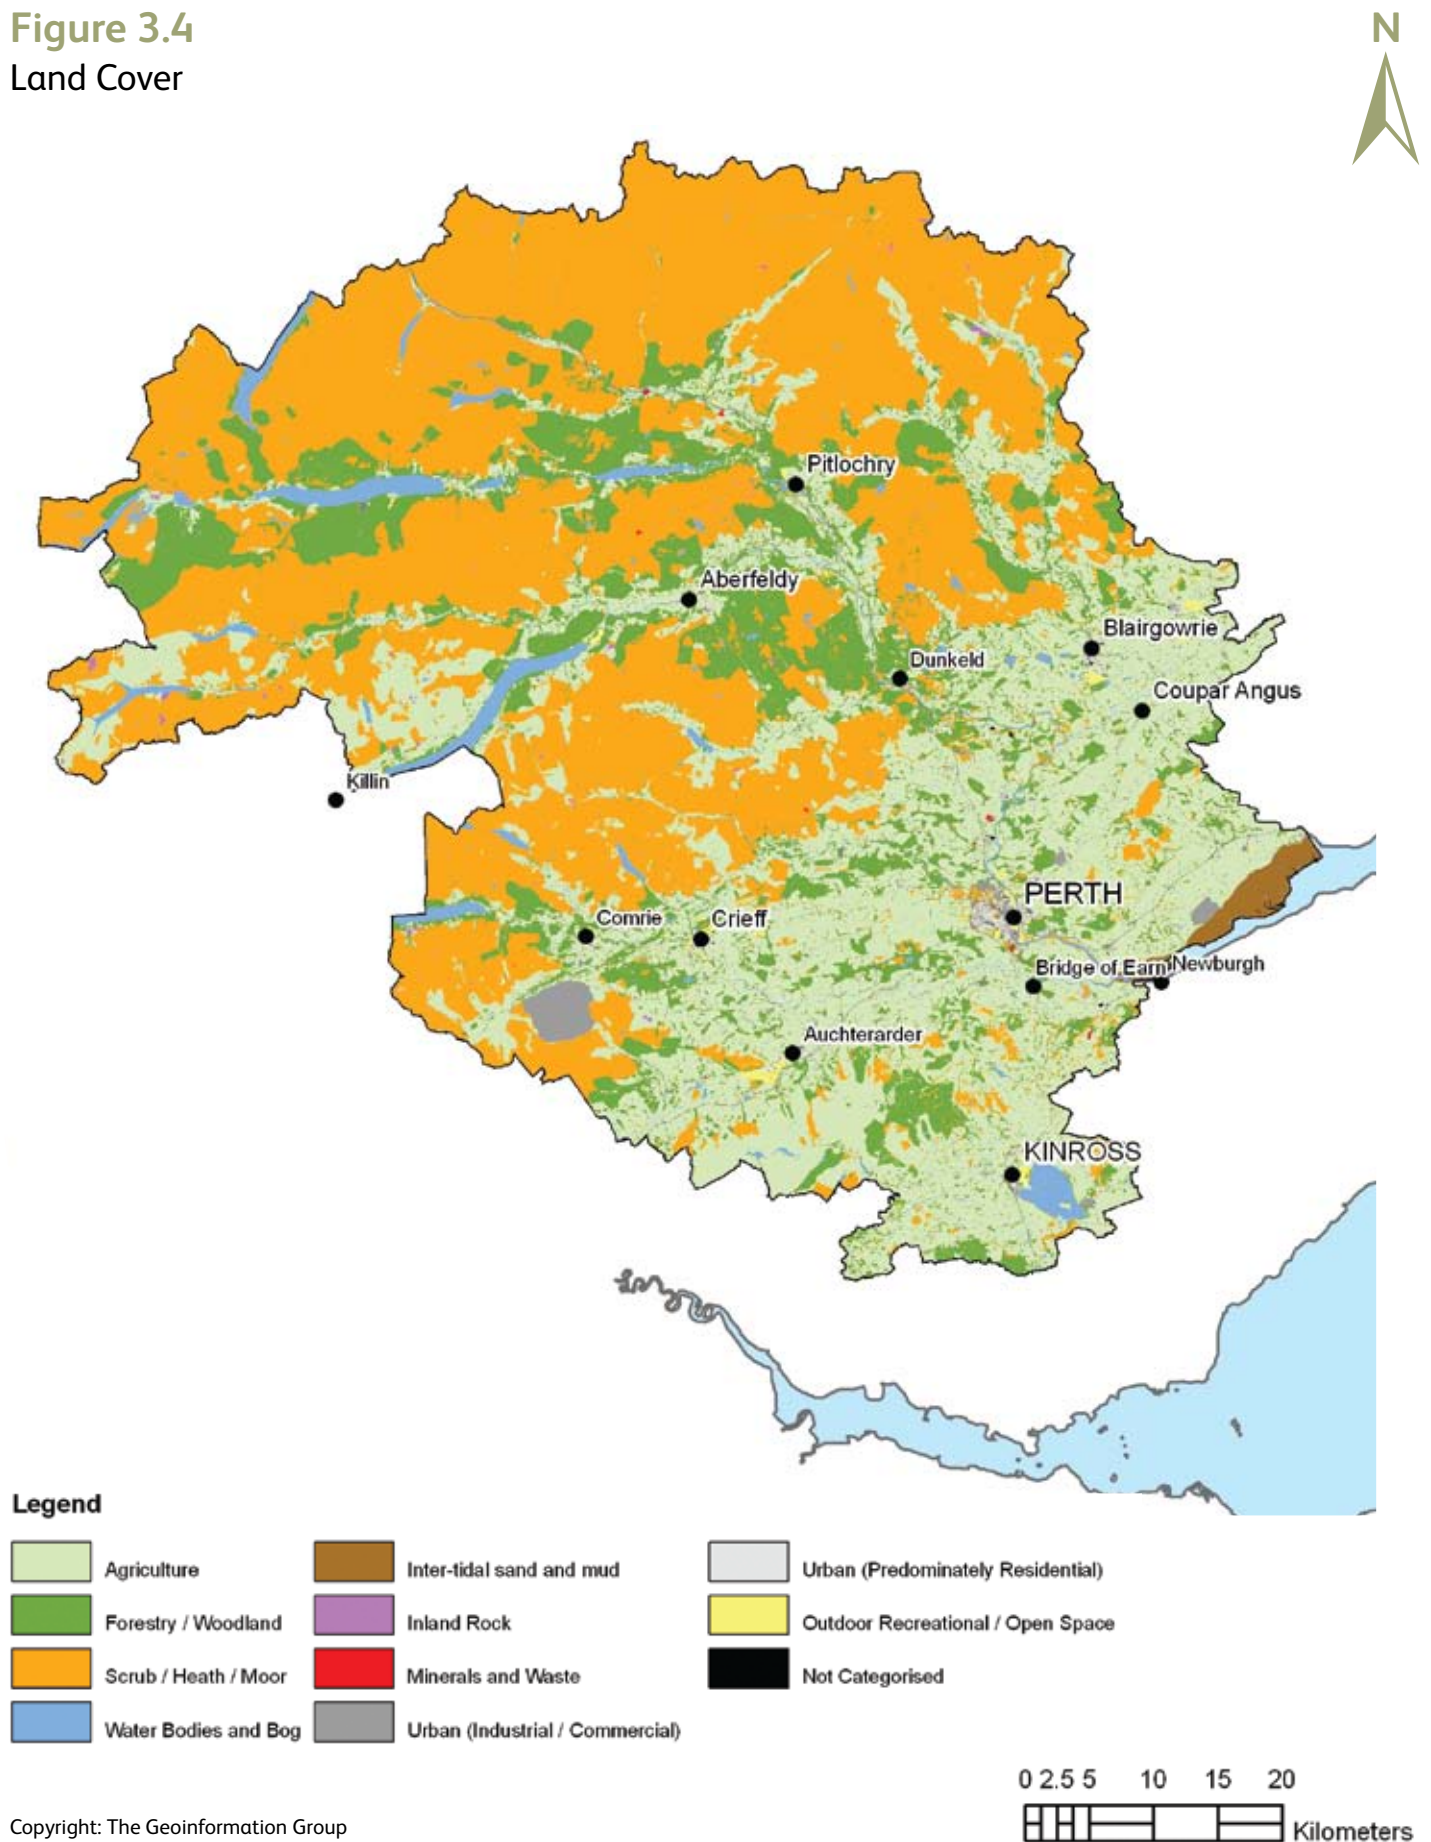 Figure 3.4
N
Land Cover
Pitlochry
Aberfeldy
Blairgowrie
Dunkeld
Coupar Angus
Killin
PERTH
Comrie
Crieff
Bridge of Earn
Newburgh
Auchterarder
KINROSS
Legend
Agriculture
Inter-tidal sand and mud
Urban (Predominately Residential)
Forestry / Woodland
Inland Rock
Outdoor Recreational / Open Space
Scrub / Heath / Moor
Minerals and Waste
Not Categorised
Water Bodies and Bog
Urban (Industrial / Commercial)
0 2.5 5 10 15 20
Kilometers
Copyright: The Geoinformation Group